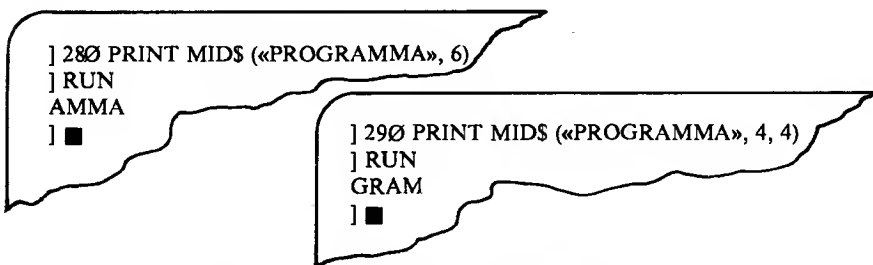 ] 28Ø PRINT MID$ («PROGRAMMA», 6)
] RUN
AMMA
] ■
] 29Ø PRINT MID$ («PROGRAMMA», 4, 4)
] RUN
GRAM
] ■